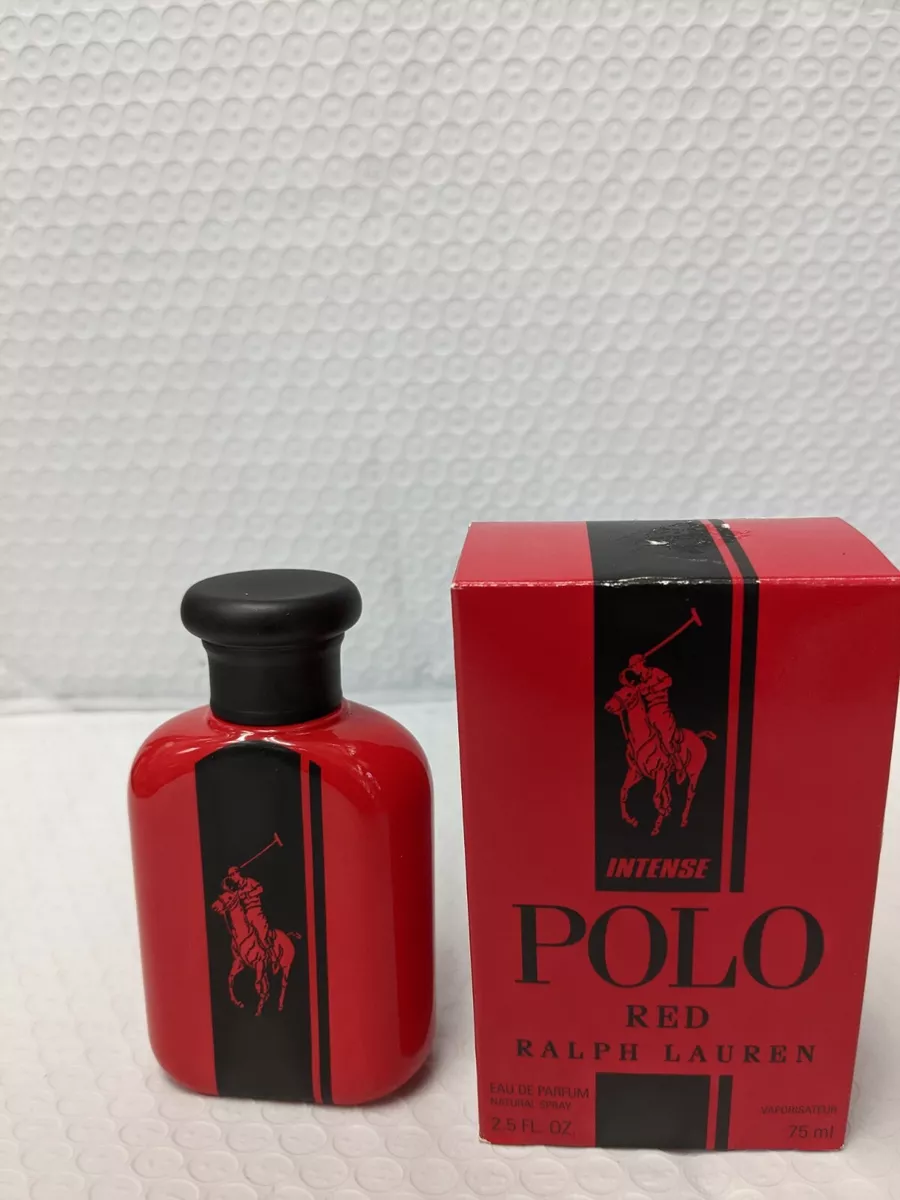 INTENSE
POLO
RED
RALPH LAUREN
EAU DE PARFUM
NATURAL SPRAY
VAPORISATEUR
2.5 FL. OZ.
75 ml